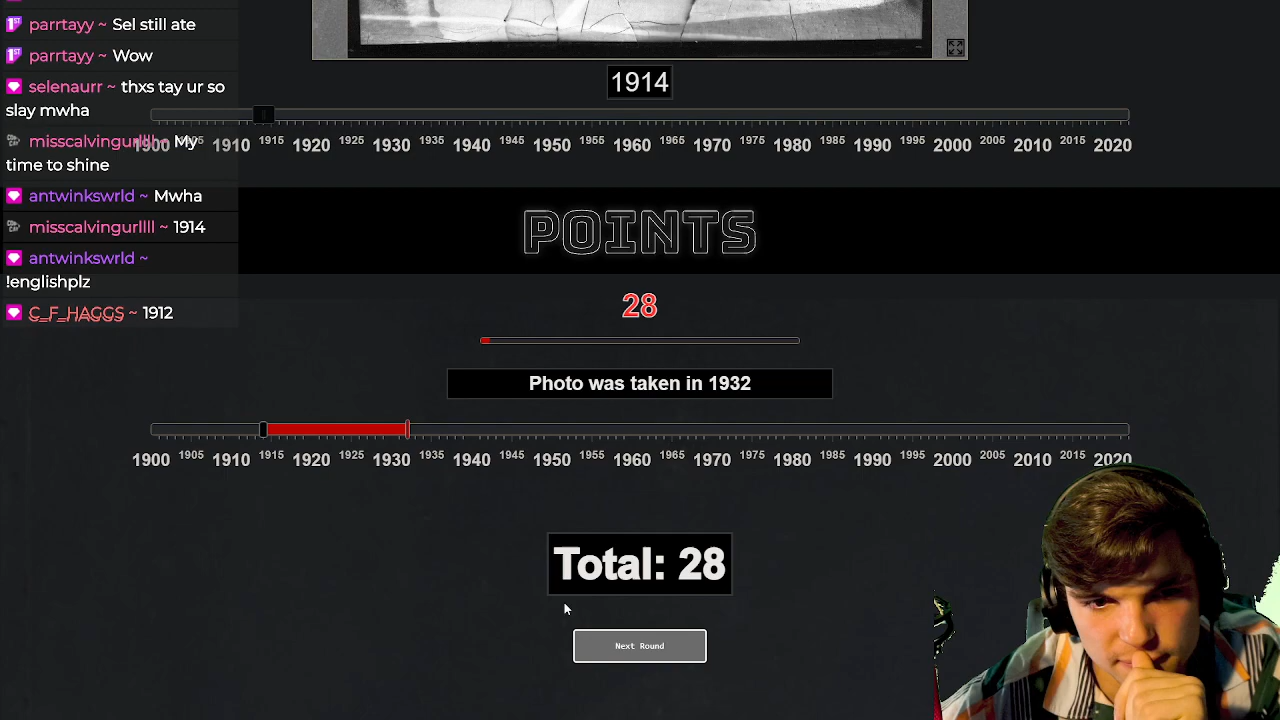 parrtayy ~ Sel still ate
parrtayy ~ Wow
selenaurr ~ thxs tay ur so
slay mwha
misscalvingurllll ~ My
time to shine
antwinkswrld ~ Mwha
misscalvingurllll ~ 1914
antwinkswrld ~
!englishplz
C_F_HAGGS ~ 1912
1914
1900 1905 1910 1915 1920 1925 1930 1935 1940 1945 1950 1955 1960 1965 1970 1975 1980 1985 1990 1995 2000 2005 2010 2015 2020
POINTS
28
Photo was taken in 1932
1900 1905 1910 1915 1920 1925 1930 1935 1940 1945 1950 1955 1960 1965 1970 1975 1980 1985 1990 1995 2000 2005 2010 2015 2020
Total: 28
Next Round